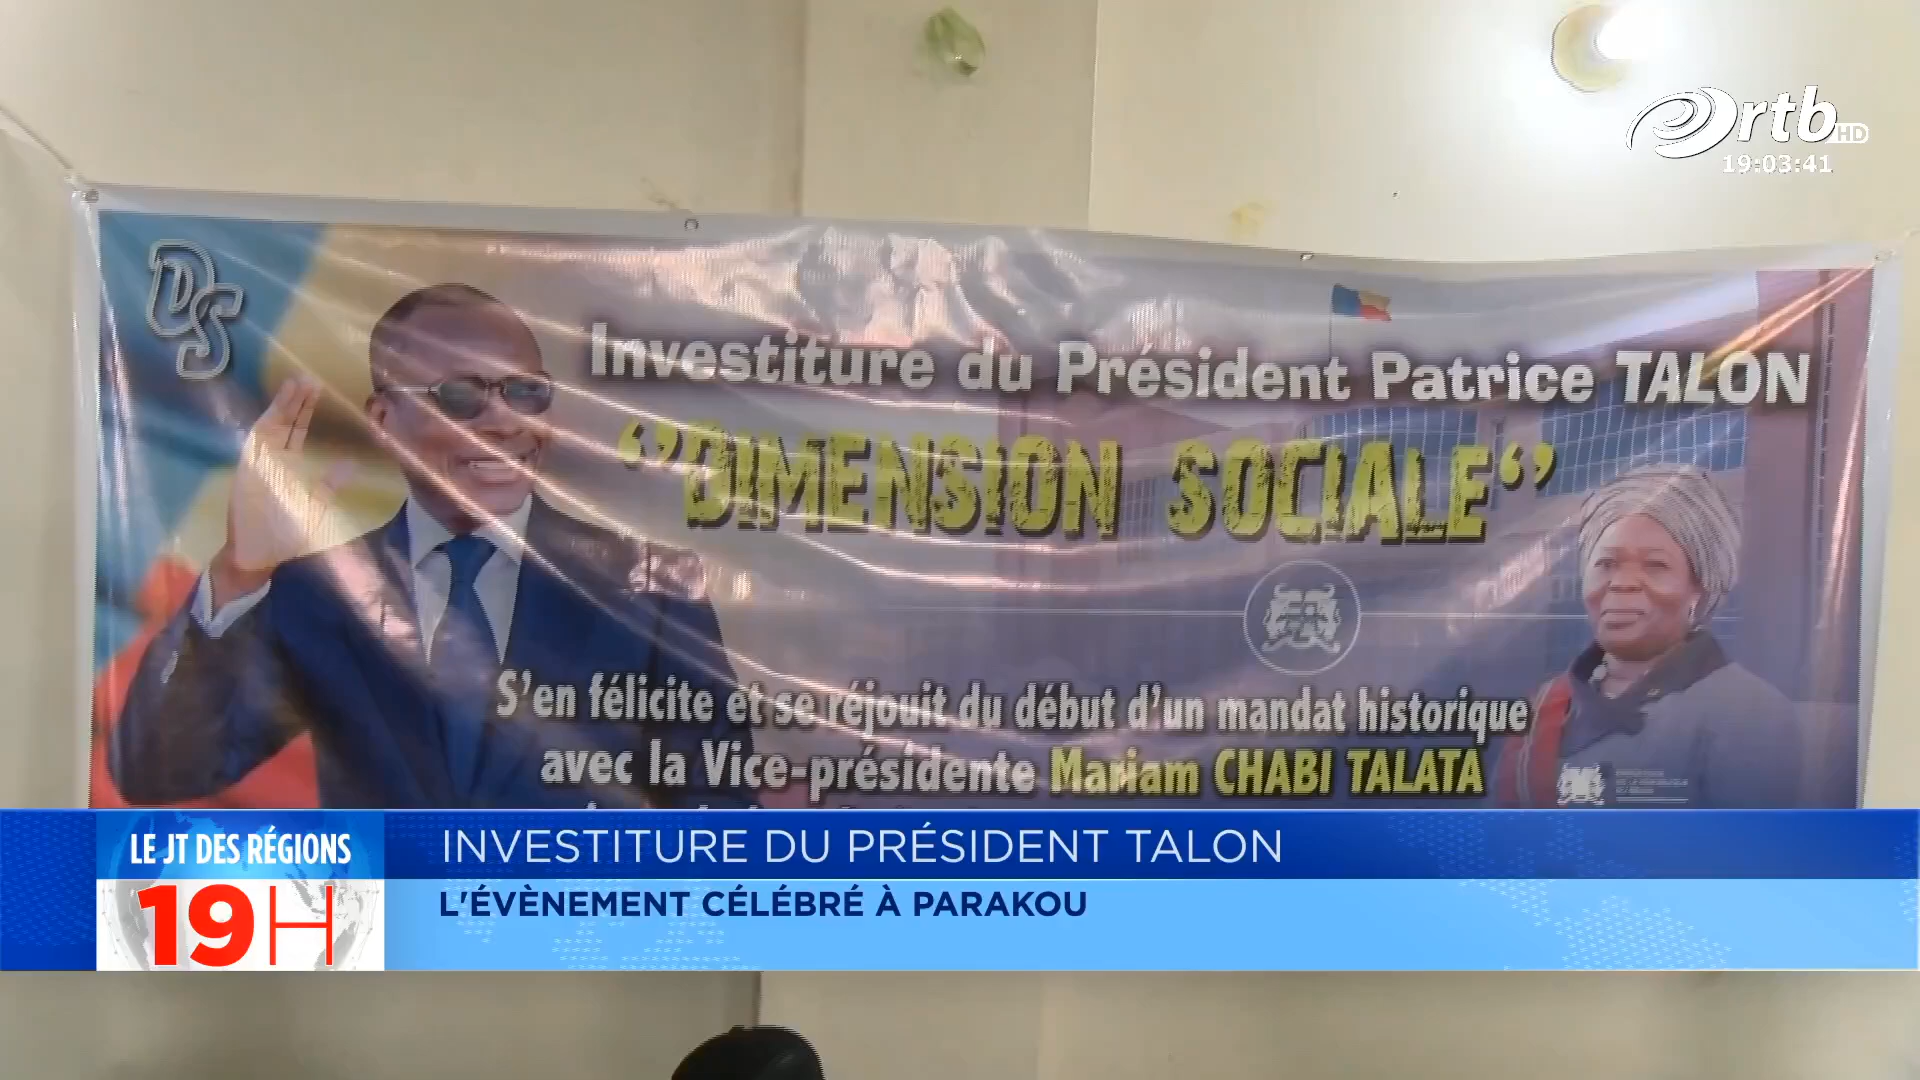 ortb HD
19:03:41
DS
Investiture du Président Patrice TALON
‘’DIMENSION SOCIALE‘’
S’en félicite et se réjouit du début d’un mandat historique
avec la Vice-présidente Mariam CHABI TALATA
LE JT DES RÉGIONS
19H
INVESTITURE DU PRÉSIDENT TALON
L'ÉVÈNEMENT CÉLÉBRÉ À PARAKOU